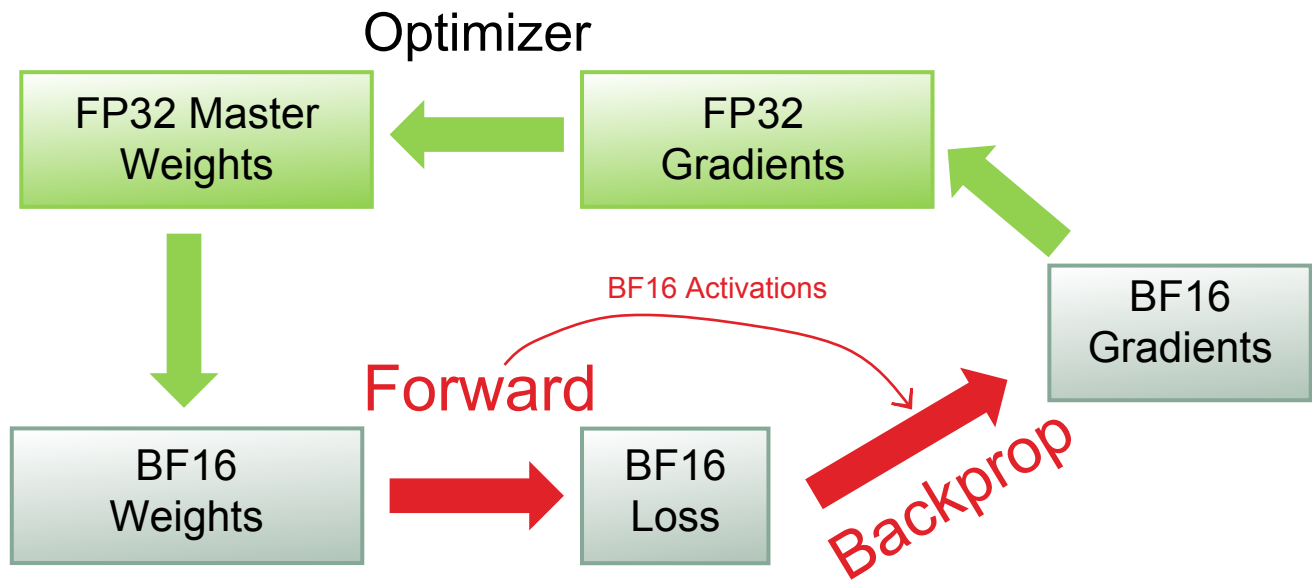 Optimizer
FP32 Master
Weights
FP32
Gradients
BF16 Activations
BF16
Gradients
Forward
BF16
Weights
BF16
Loss
Backprop